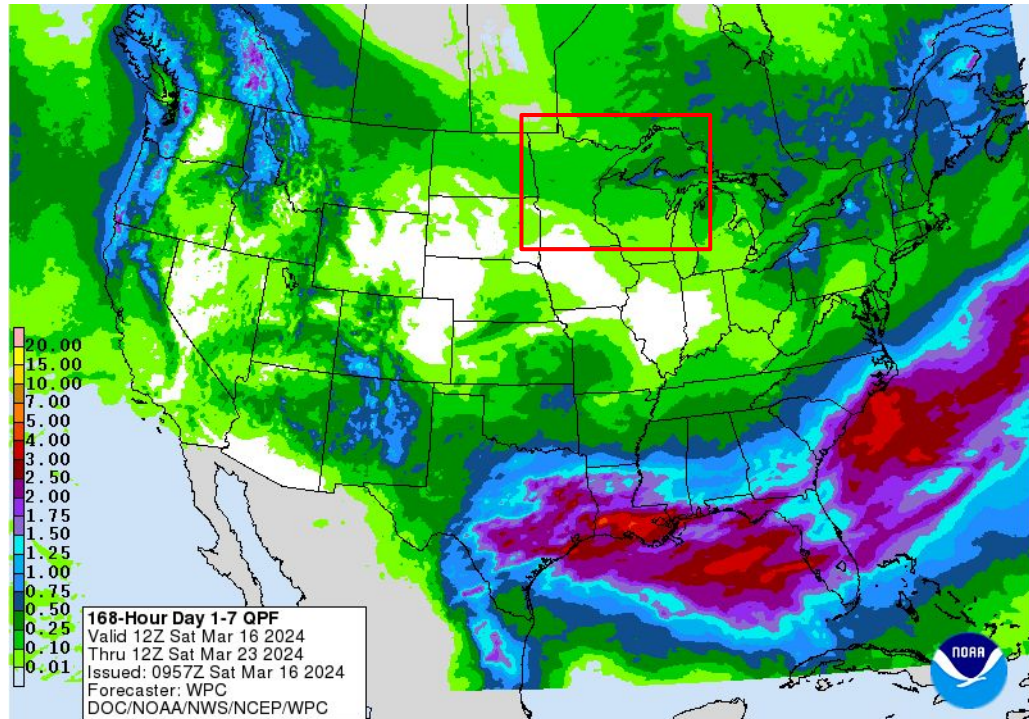 20.00
15.00
10.00
7.00
5.00
4.00
3.00
2.50
2.00
1.75
1.50
1.25
1.00
0.75
0.50
0.25
0.10
0.01
168-Hour Day 1-7 QPF
Valid 12Z Sat Mar 16 2024
Thru 12Z Sat Mar 23 2024
Issued: 0957Z Sat Mar 16 2024
Forecaster: WPC
DOC/NOAA/NWS/NCEP/WPC
NOAA